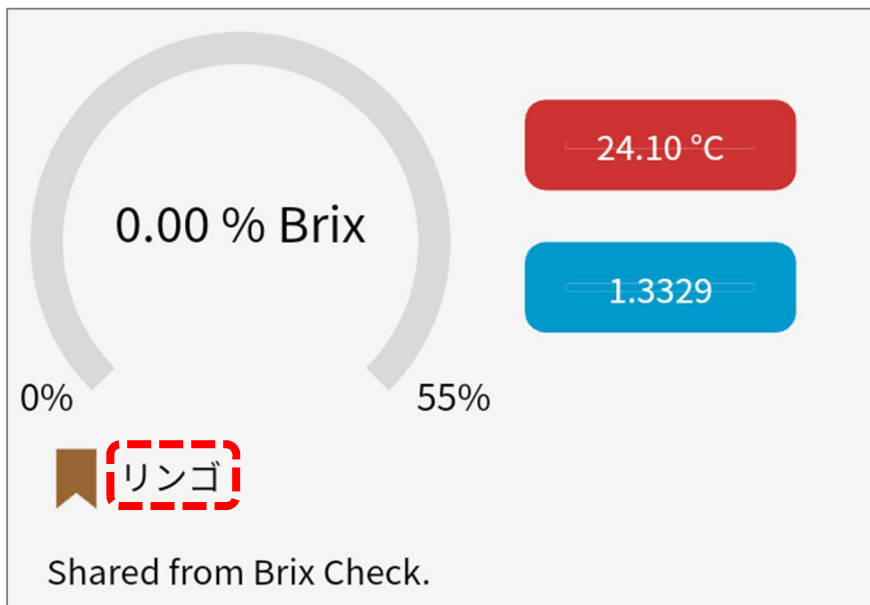 24.10 °C
0.00 % Brix
1.3329
0%
55%
リンゴ
Shared from Brix Check.